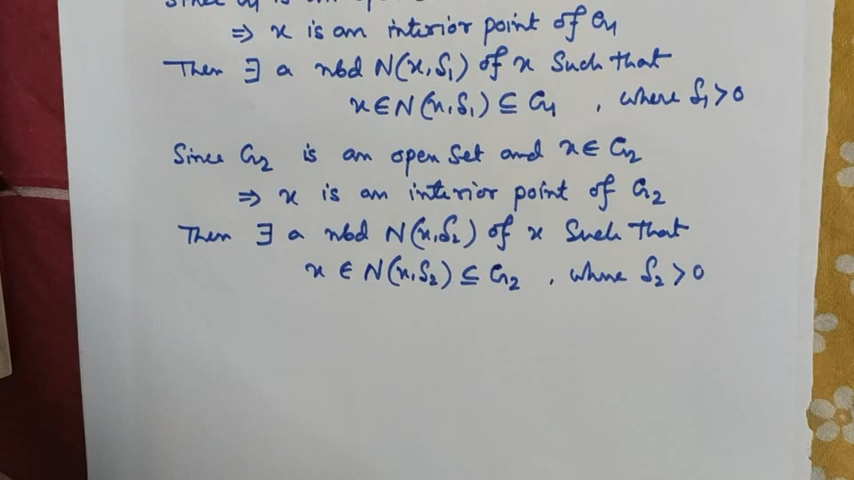 ⇒ x is an interior point of G₁
Then ∃ a nbd N(x,δ₁) of x Such that
x∈N(x,δ₁) ⊆ G₁ , where δ₁>0
Since G₂ is an open set and x∈ G₂
⇒ x is an interior point of G₂
Then ∃ a nbd N(x,δ₂) of x Such that
x ∈ N(x,δ₂) ⊆ G₂ , where δ₂>0